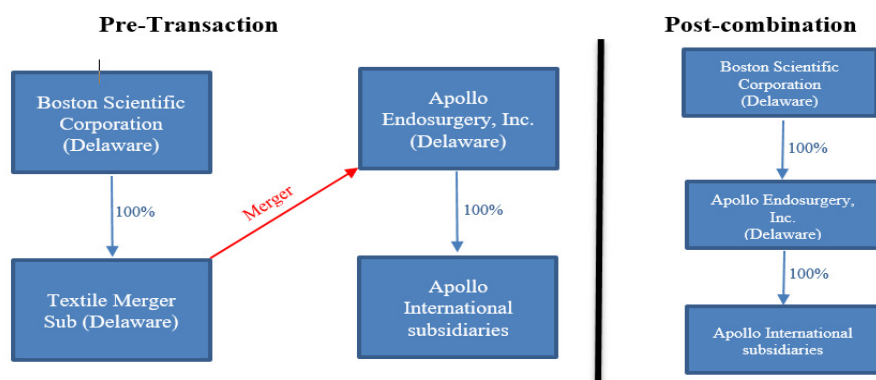 Pre-Transaction
Post-combination
Boston Scientific
Corporation
(Delaware)
Apollo
Endosurgery, Inc.
(Delaware)
100%
Merger
100%
Textile Merger
Sub (Delaware)
Apollo
International
subsidiaries
Boston Scientific
Corporation
(Delaware)
100%
Apollo Endosurgery,
Inc.
(Delaware)
100%
Apollo International
subsidiaries